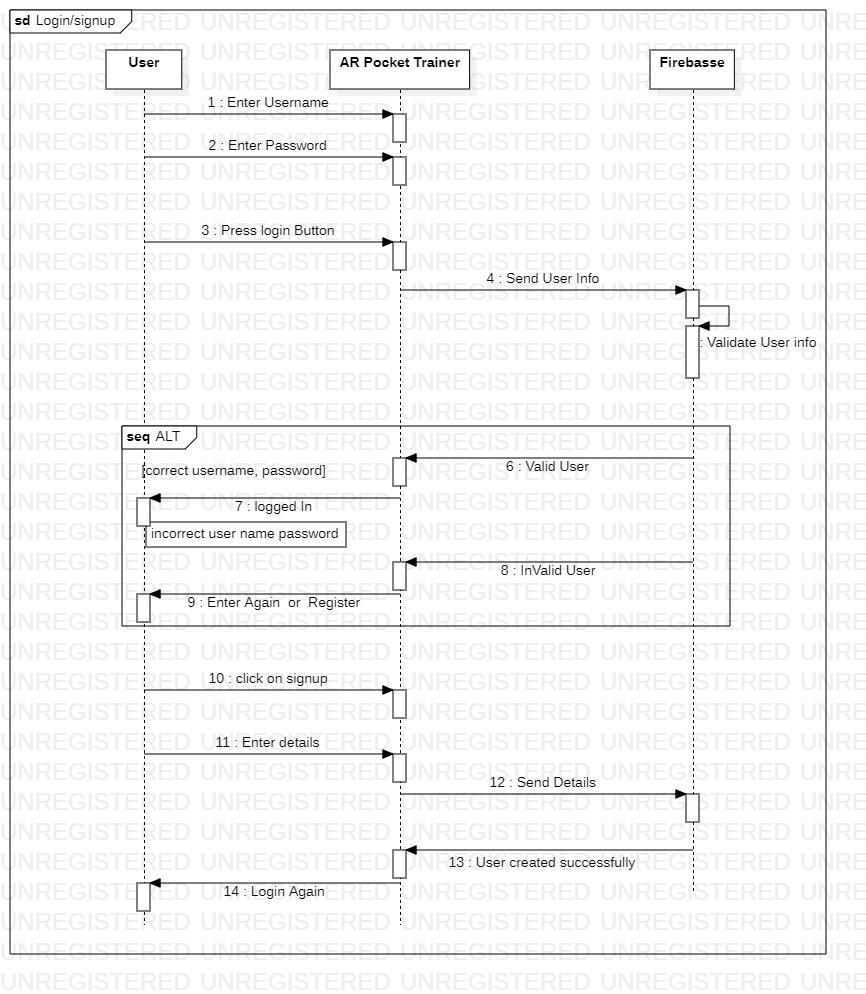 sd Login/signup
User
AR Pocket Trainer
Firebasse
1 : Enter Username
2 : Enter Password
3 : Press login Button
4 : Send User Info
: Validate User info
seq ALT
[correct username, password]
6 : Valid User
7 : logged In
incorrect user name password
8 : InValid User
9 : Enter Again or Register
10 : click on signup
11 : Enter details
12 : Send Details
13 : User created successfully
14 : Login Again
UNREGISTERED